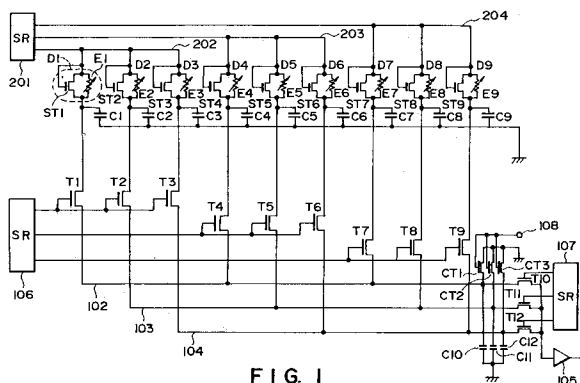 204
SR
203
202
201
D1 E1 D2 D3 D4 D5 D6 D7 D8 D9
E2 E3 E4 E5 E6 E7 E8 E9
ST1 ST2 ST3 ST4 ST5 ST6 ST7 ST8 ST9
C1 C2 C3 C4 C5 C6 C7 C8 C9
T1 T2 T3
T4 T5 T6
T7 T8 T9
108
107
SR
106
SR
CT1
CT2
CT3
T10
T11
T12
102
103
104
C10
C12
C11
105
FIG. 1